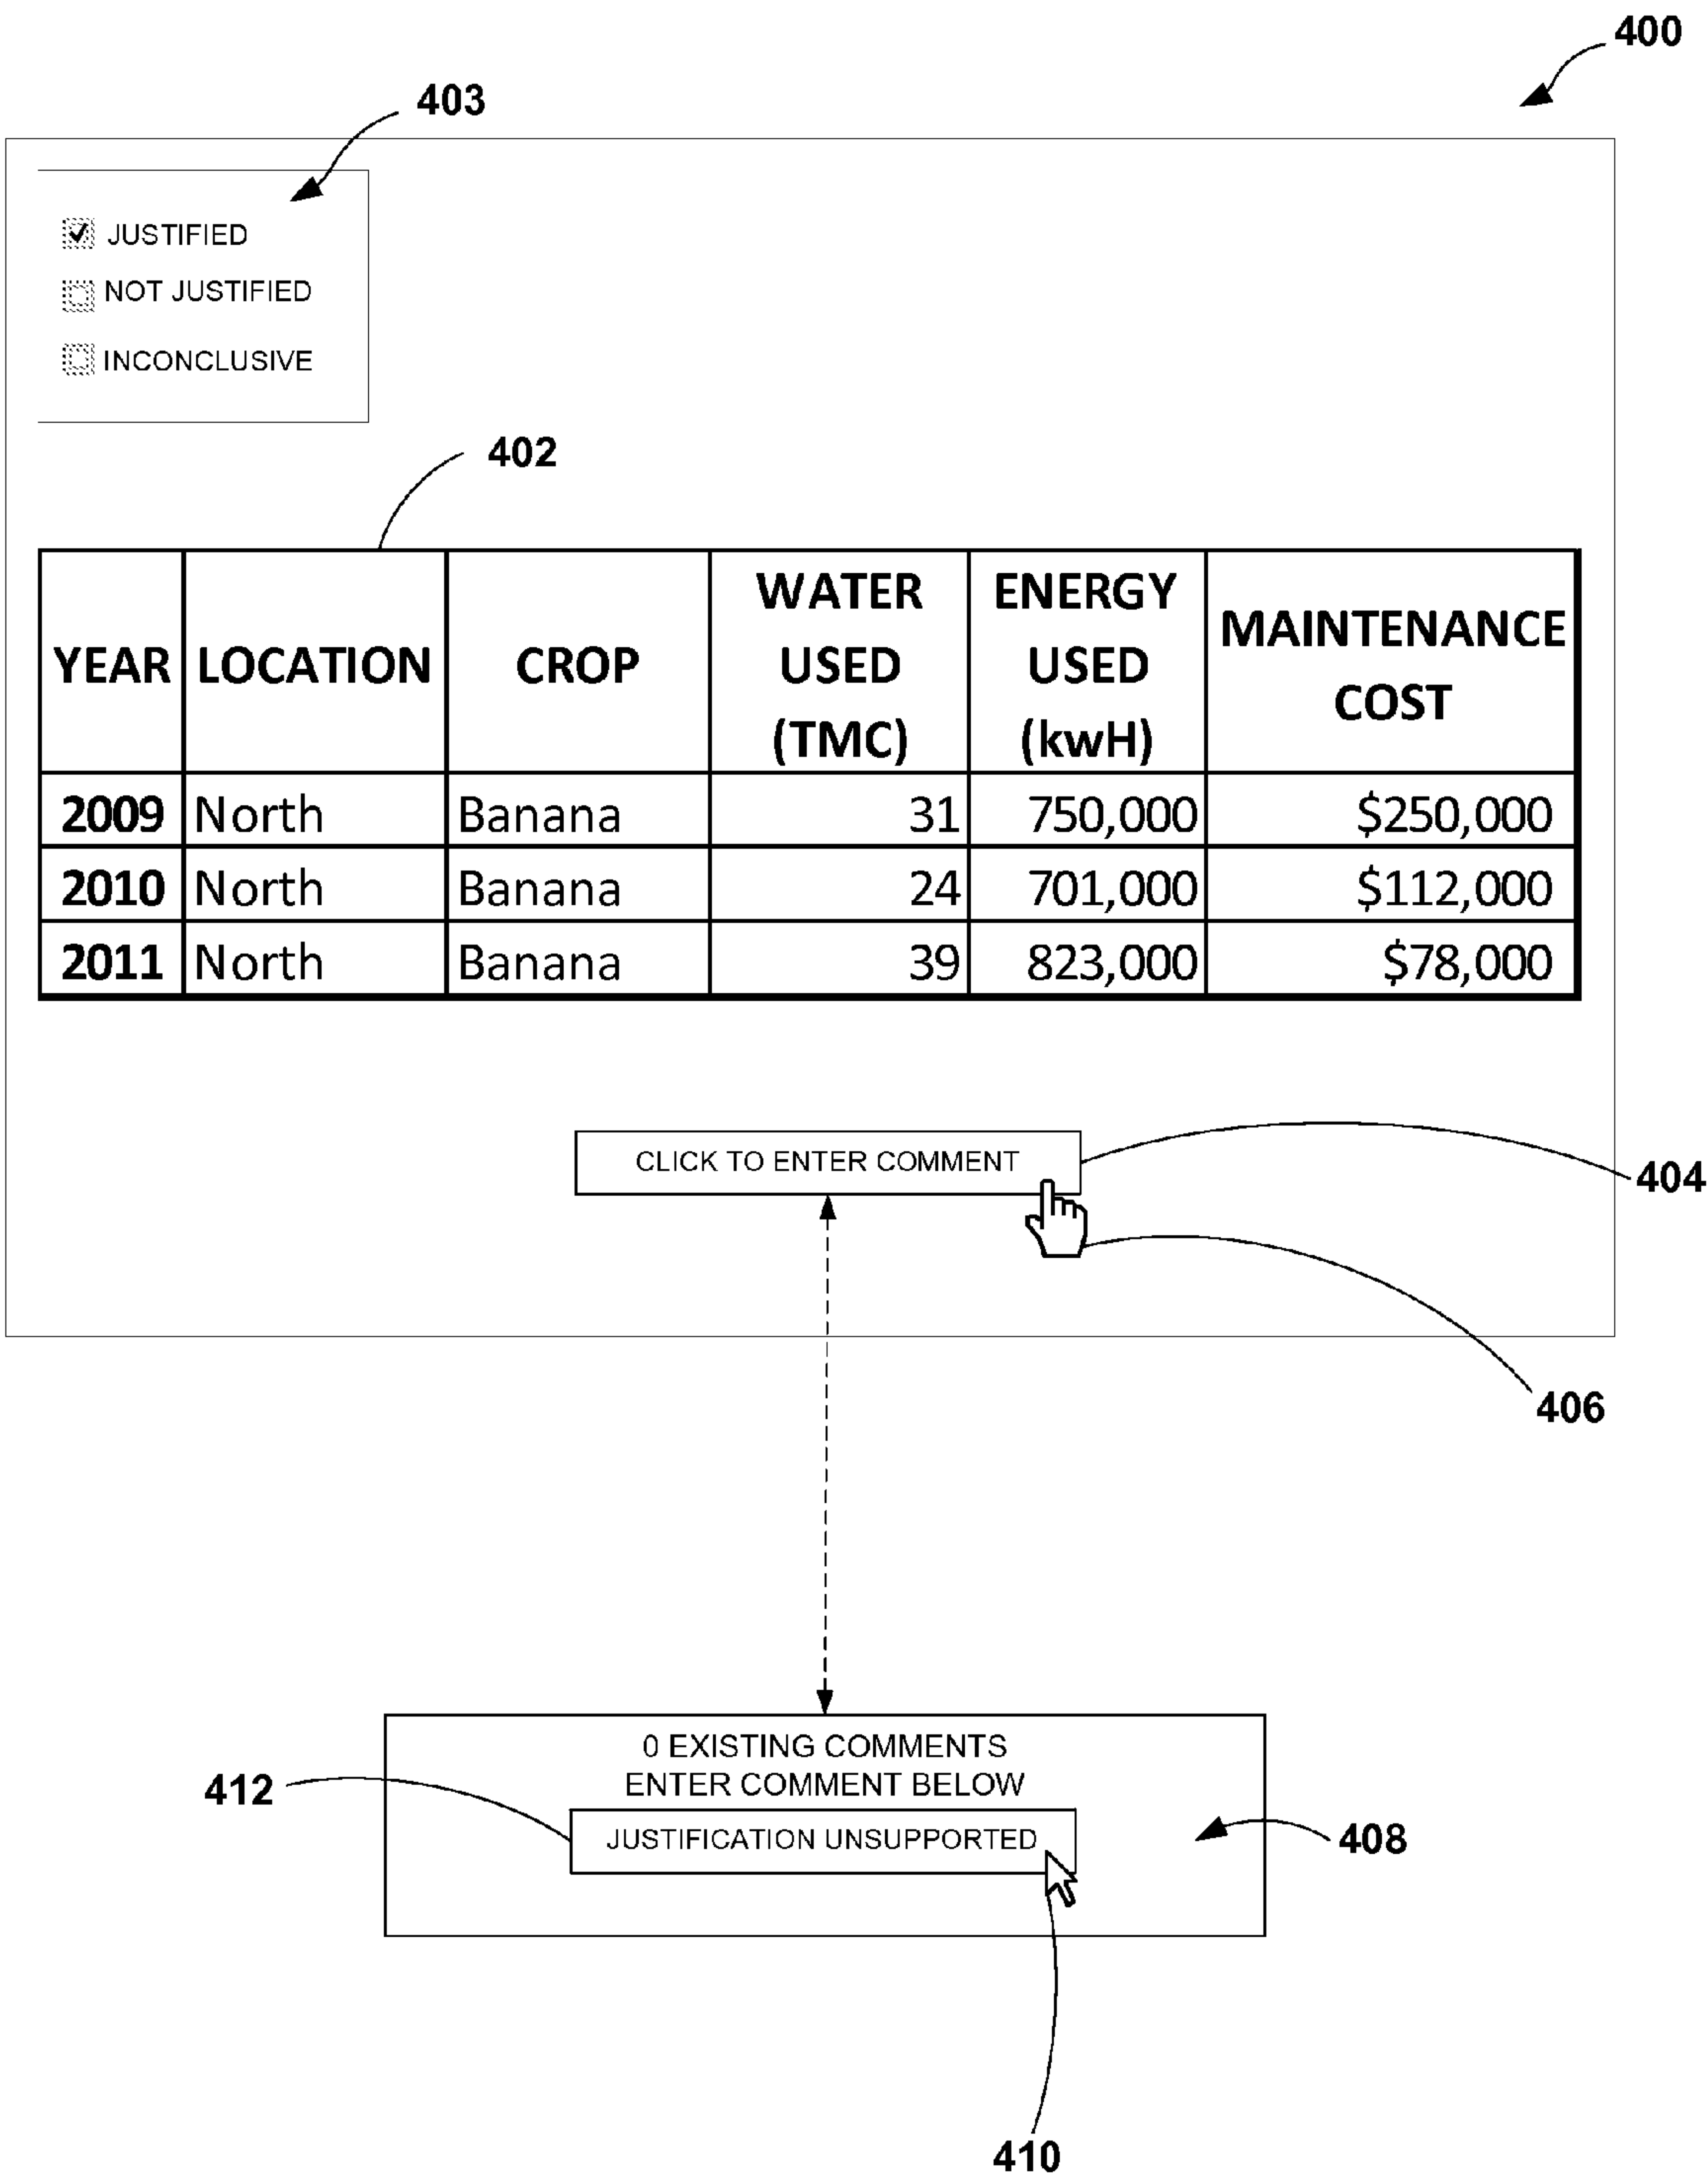 400
403
JUSTIFIED
NOT JUSTIFIED
INCONCLUSIVE
402
YEAR LOCATION CROP WATER USED (TMC) ENERGY USED (kwH) MAINTENANCE COST
2009 North Banana 31 750,000 $250,000
2010 North Banana 24 701,000 $112,000
2011 North Banana 39 823,000 $78,000
CLICK TO ENTER COMMENT
404
406
0 EXISTING COMMENTS
ENTER COMMENT BELOW
412
JUSTIFICATION UNSUPPORTED
408
410